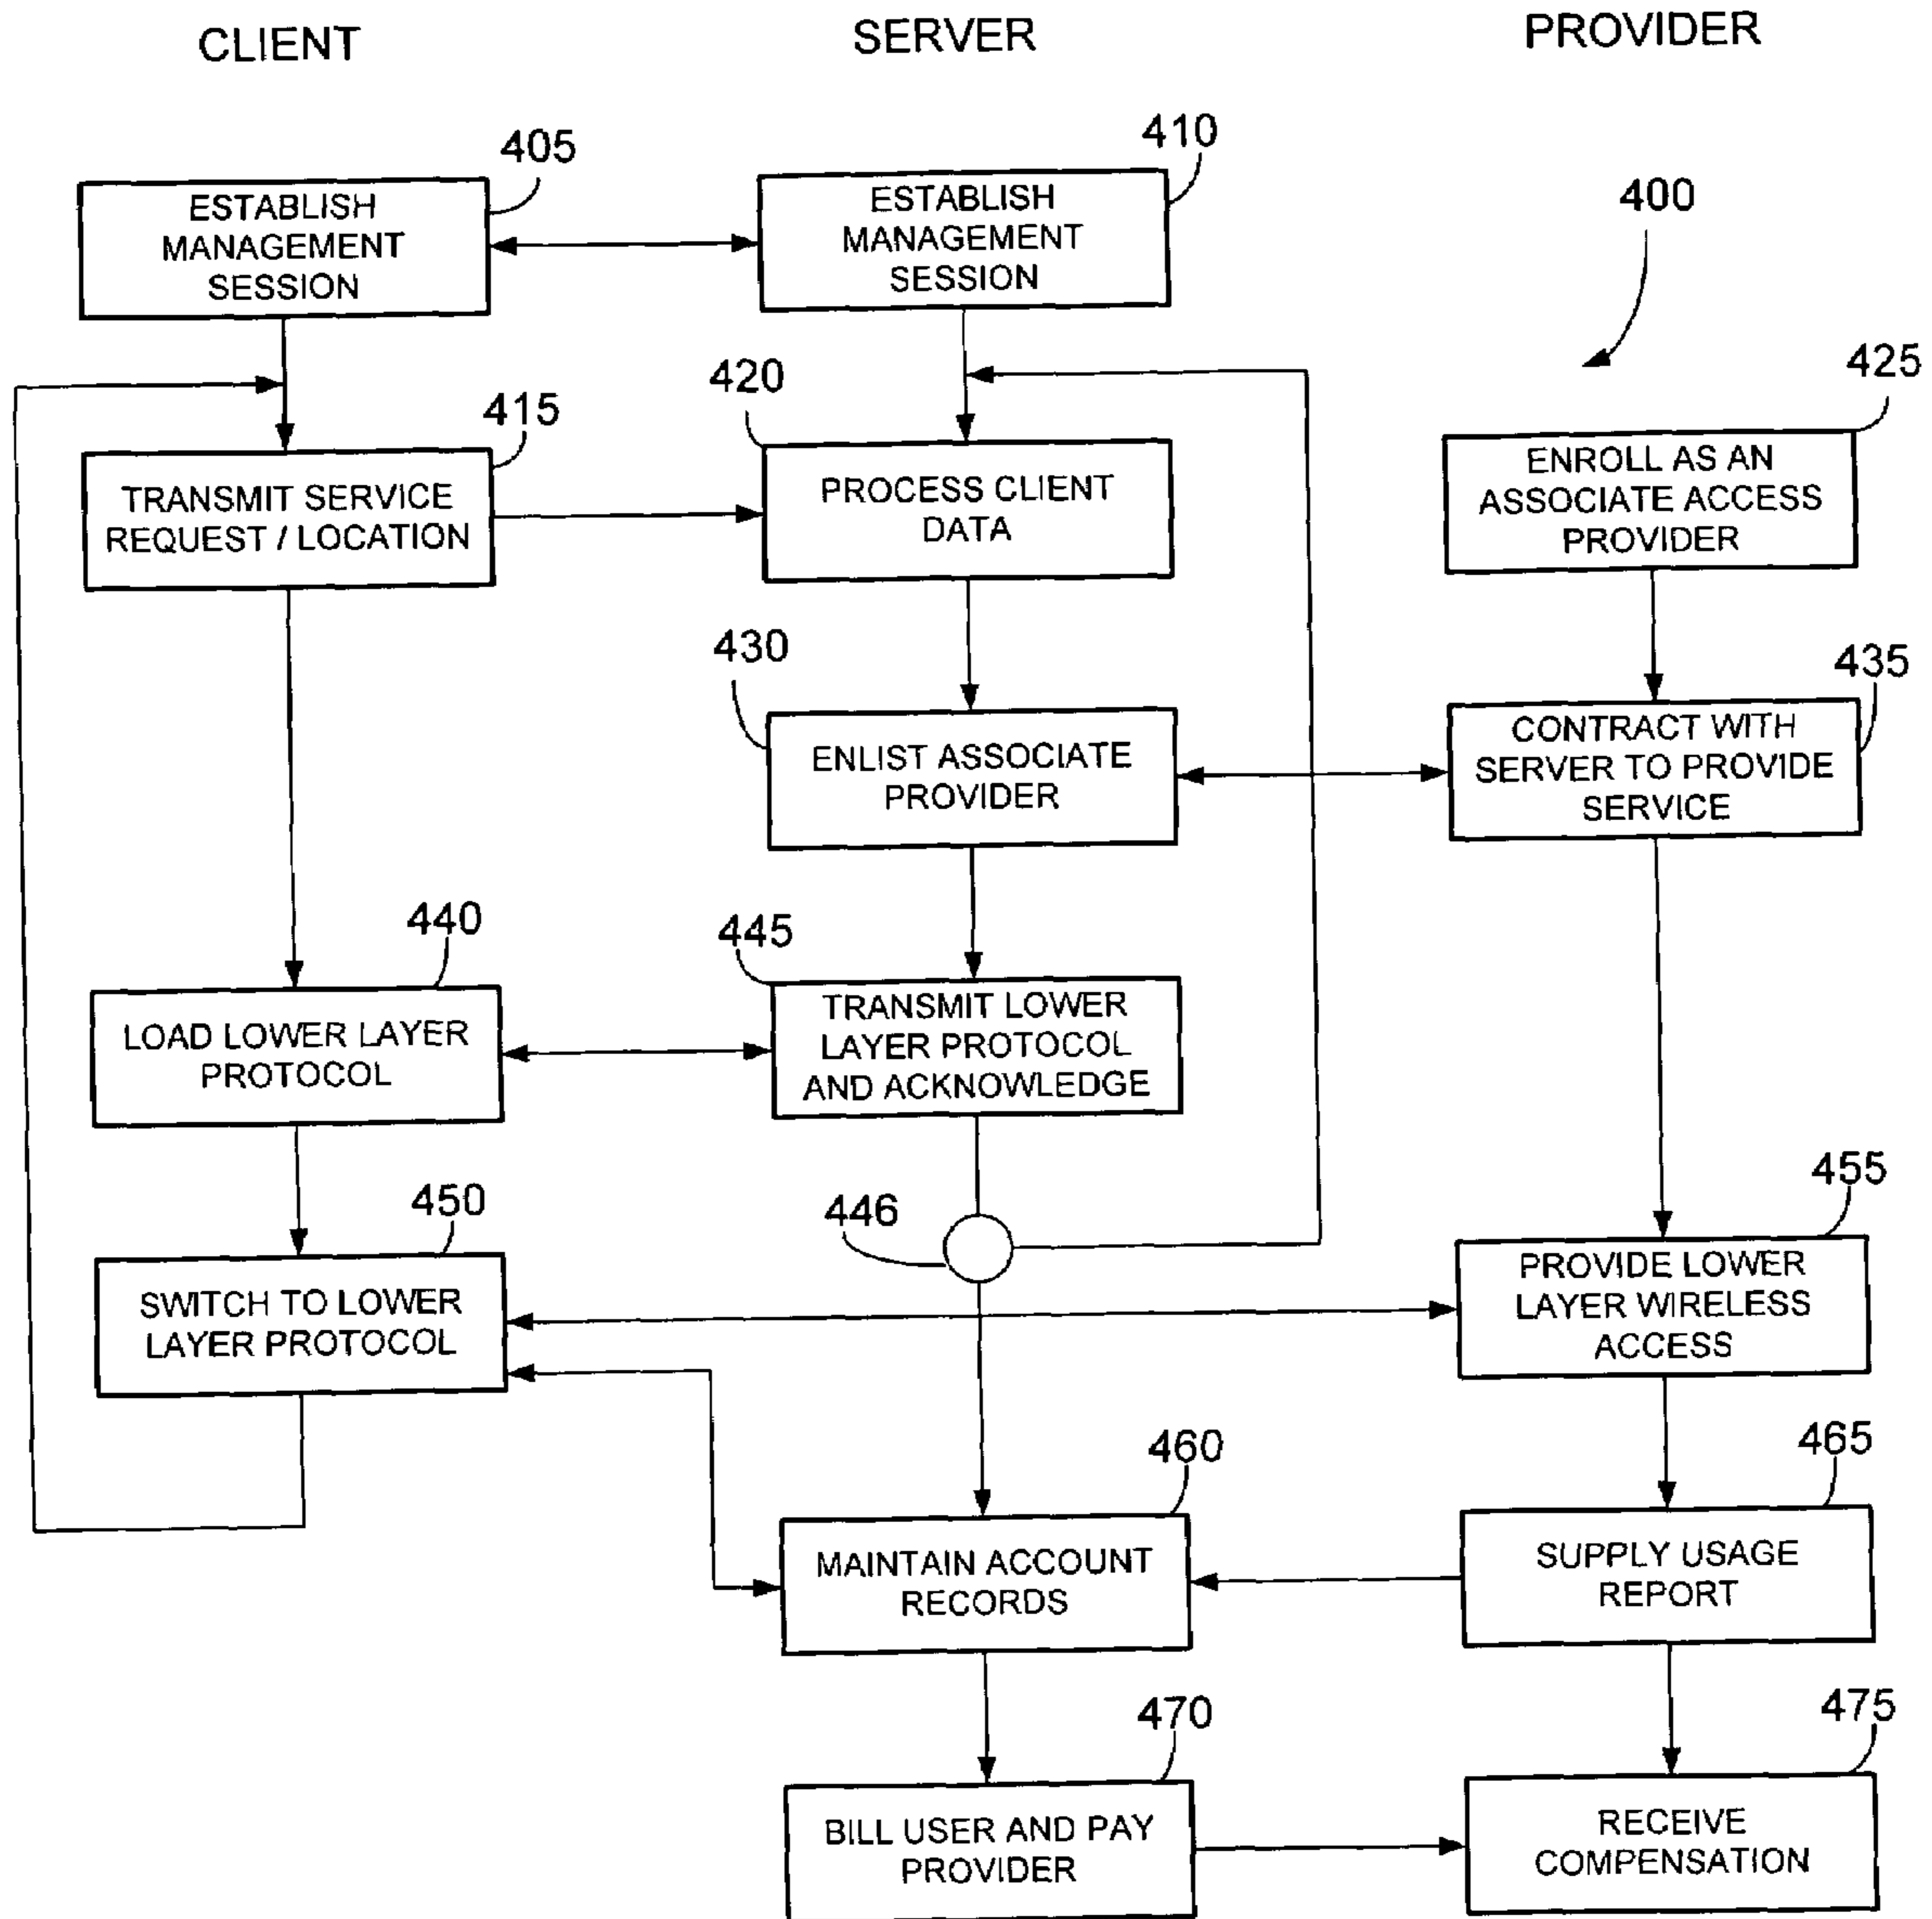 CLIENT
SERVER
PROVIDER
405
410
400
ESTABLISH
MANAGEMENT
SESSION
ESTABLISH
MANAGEMENT
SESSION
415
420
425
TRANSMIT SERVICE
REQUEST / LOCATION
PROCESS CLIENT
DATA
ENROLL AS AN
ASSOCIATE ACCESS
PROVIDER
430
435
ENLIST ASSOCIATE
PROVIDER
CONTRACT WITH
SERVER TO PROVIDE
SERVICE
440
445
LOAD LOWER LAYER
PROTOCOL
TRANSMIT LOWER
LAYER PROTOCOL
AND ACKNOWLEDGE
450
446
455
SWITCH TO LOWER
LAYER PROTOCOL
PROVIDE LOWER
LAYER WIRELESS
ACCESS
460
465
MAINTAIN ACCOUNT
RECORDS
SUPPLY USAGE
REPORT
470
475
BILL USER AND PAY
PROVIDER
RECEIVE
COMPENSATION